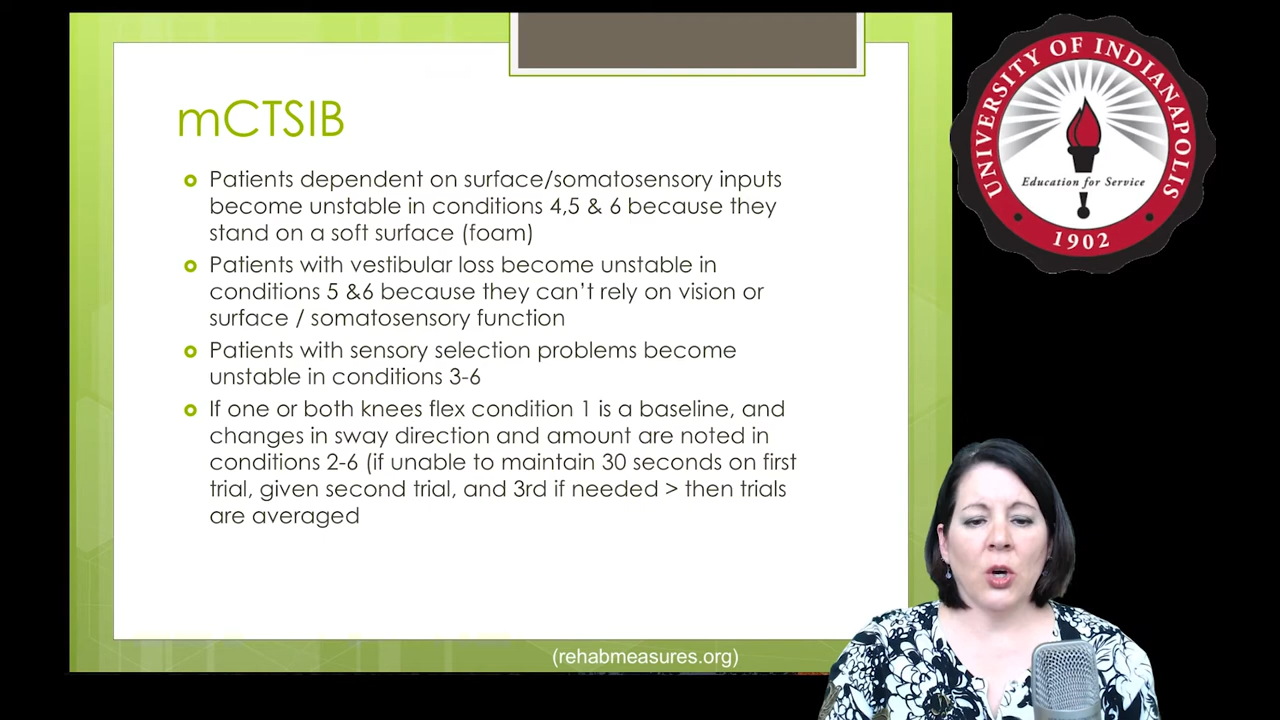 mCTSIB
Patients dependent on surface/somatosensory inputs
become unstable in conditions 4,5 & 6 because they
stand on a soft surface (foam)
Patients with vestibular loss become unstable in
conditions 5 &6 because they can't rely on vision or
surface / somatosensory function
Patients with sensory selection problems become
unstable in conditions 3-6
If one or both knees flex condition 1 is a baseline, and
changes in sway direction and amount are noted in
conditions 2-6 (if unable to maintain 30 seconds on first
trial, given second trial, and 3rd if needed > then trials
are averaged
(rehabmeasures.org)
UNIVERSITY OF INDIANAPOLIS
Education for Service
1902